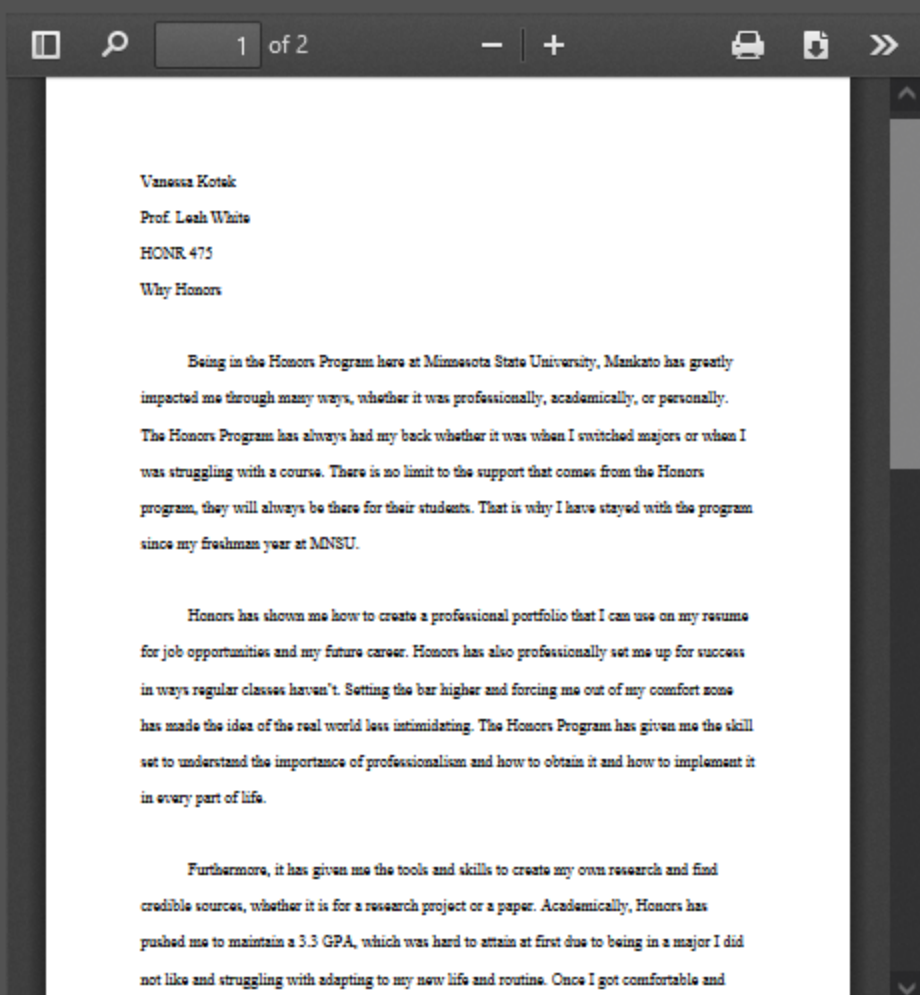 1 of 2
Vanessa Kotek
Prof. Leah White
HONR 475
Why Honors
Being in the Honors Program here at Minnesota State University, Mankato has greatly
impacted me through many ways, whether it was professionally, academically, or personally.
The Honors Program has always had my back whether it was when I switched majors or when I
was struggling with a course. There is no limit to the support that comes from the Honors
program, they will always be there for their students. That is why I have stayed with the program
since my freshman year at MNSU.
Honors has shown me how to create a professional portfolio that I can use on my resume
for job opportunities and my future career. Honors has also professionally set me up for success
in ways regular classes haven't. Setting the bar higher and forcing me out of my comfort zone
has made the idea of the real world less intimidating. The Honors Program has given me the skill
set to understand the importance of professionalism and how to obtain it and how to implement it
in every part of life.
Furthermore, it has given me the tools and skills to create my own research and find
credible sources, whether it is for a research project or a paper. Academically, Honors has
pushed me to maintain a 3.3 GPA, which was hard to attain at first due to being in a major I did
not like and struggling with adapting to my new life and routine. Once I got comfortable and